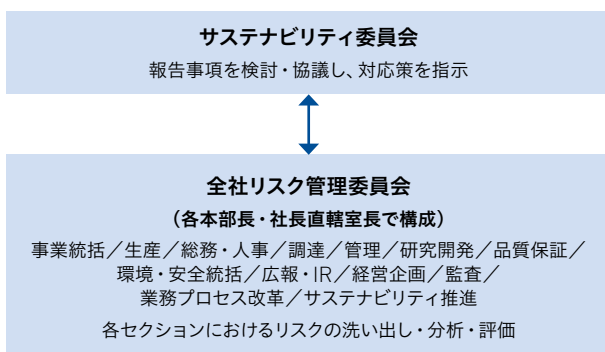 サステナビリティ委員会
報告事項を検討・協議し、対応策を指示
全社リスク管理委員会
（各本部長・社長直轄室長で構成）
事業統括／生産／総務・人事／調達／管理／研究開発／品質保証／
環境・安全統括／広報・IR／経営企画／監査／
業務プロセス改革／サステナビリティ推進
各セクションにおけるリスクの洗い出し・分析・評価